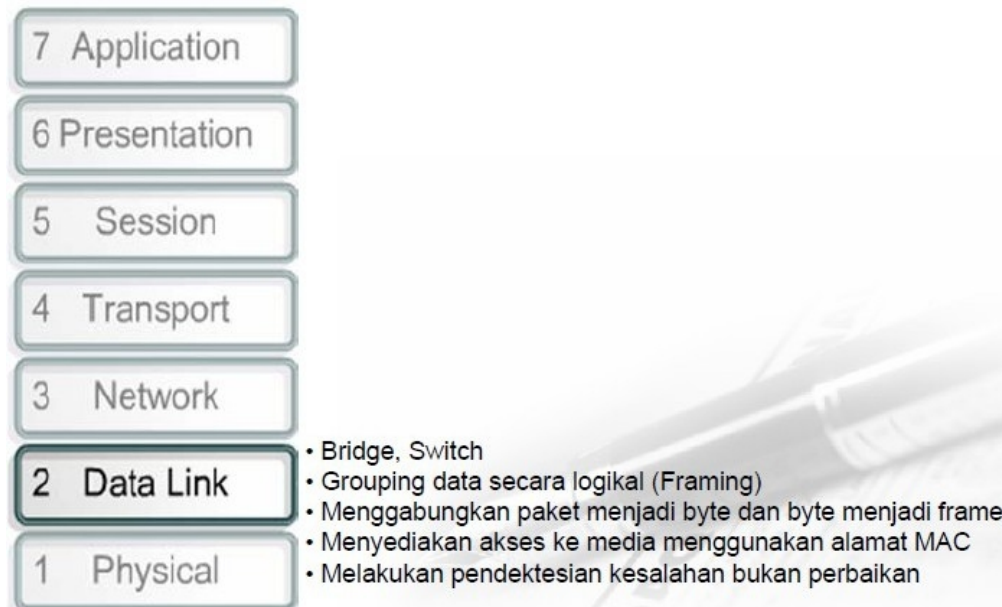 7 Application
6 Presentation
5 Session
4 Transport
3 Network
2 Data Link
• Bridge, Switch
• Grouping data secara logikal (Framing)
• Menggabungkan paket menjadi byte dan byte menjadi frame
• Menyediakan akses ke media menggunakan alamat MAC
• Melakukan pendektesian kesalahan bukan perbaikan
1 Physical